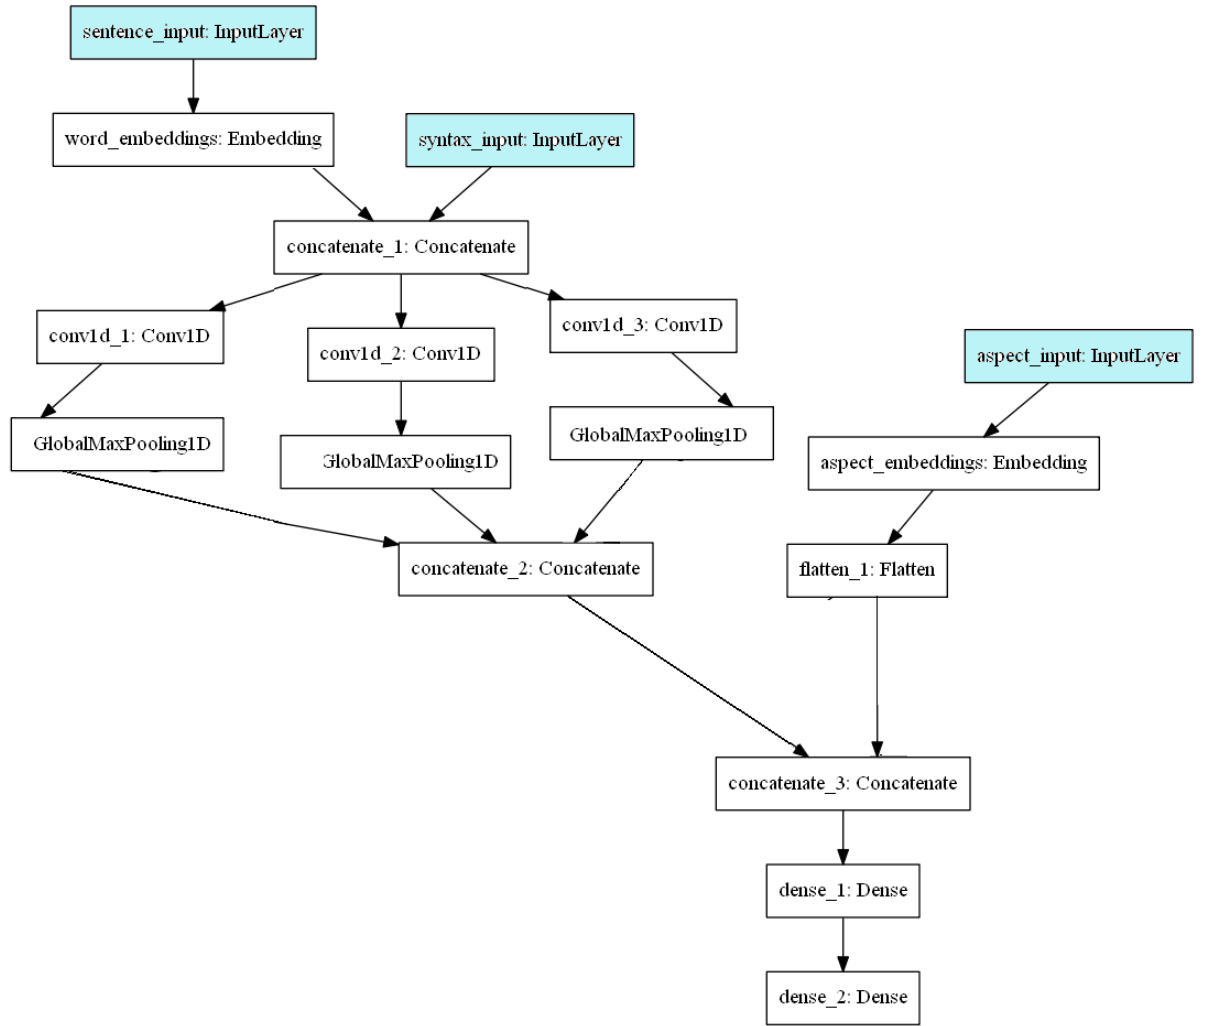 sentence_input: InputLayer
word_embeddings: Embedding
syntax_input: InputLayer
concatenate_1: Concatenate
conv1d_1: Conv1D
conv1d_2: Conv1D
conv1d_3: Conv1D
aspect_input: InputLayer
GlobalMaxPooling1D
GlobalMaxPooling1D
GlobalMaxPooling1D
aspect_embeddings: Embedding
concatenate_2: Concatenate
flatten_1: Flatten
concatenate_3: Concatenate
dense_1: Dense
dense_2: Dense